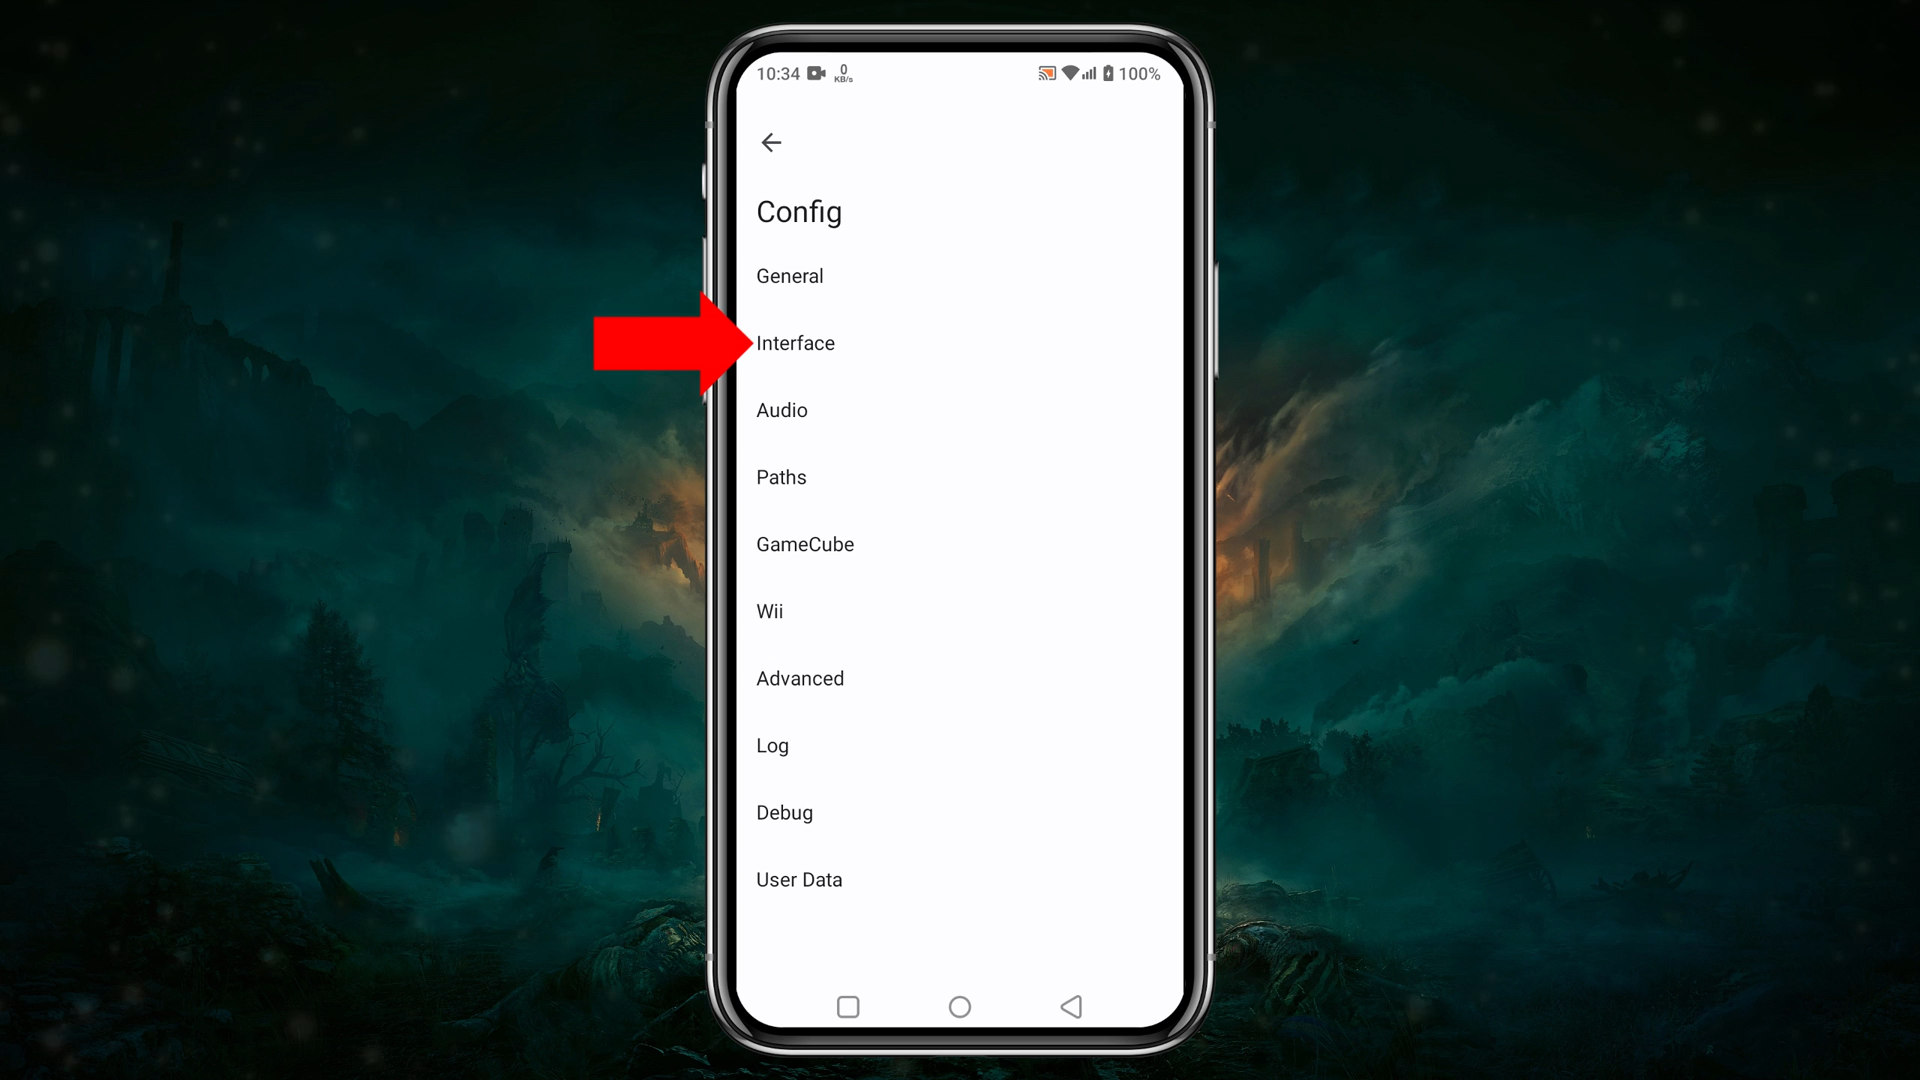 10:34 0 KB/s 100%
Config
General
Interface
Audio
Paths
GameCube
Wii
Advanced
Log
Debug
User Data